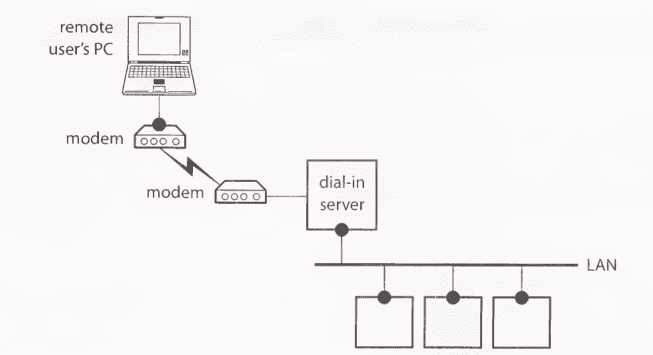 remote
user's PC
modem
modem
dial-in
server
LAN